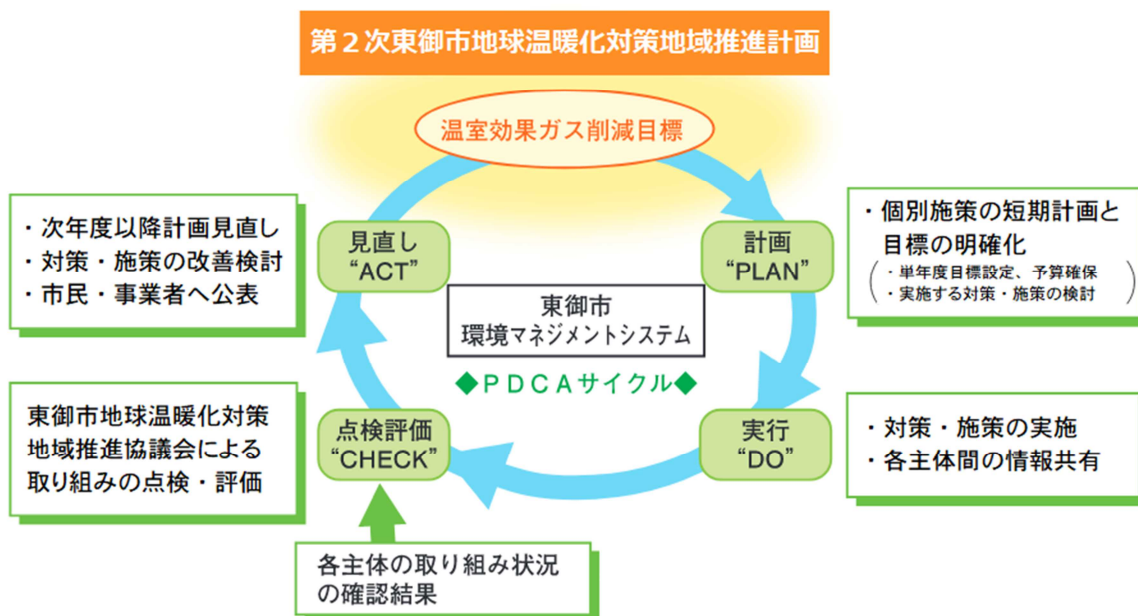 第２次東御市地球温暖化対策地域推進計画
温室効果ガス削減目標
・次年度以降計画見直し
・対策・施策の改善検討
・市民・事業者へ公表
見直し
“ACT”
計画
“PLAN”
・個別施策の短期計画と
目標の明確化
（・単年度目標設定、予算確保
・実施する対策・施策の検討）
東御市
環境マネジメントシステム
◆ＰＤＣＡサイクル◆
東御市地球温暖化対策
地域推進協議会による
取り組みの点検・評価
点検評価
“CHECK”
実行
“DO”
・対策・施策の実施
・各主体間の情報共有
各主体の取り組み状況
の確認結果